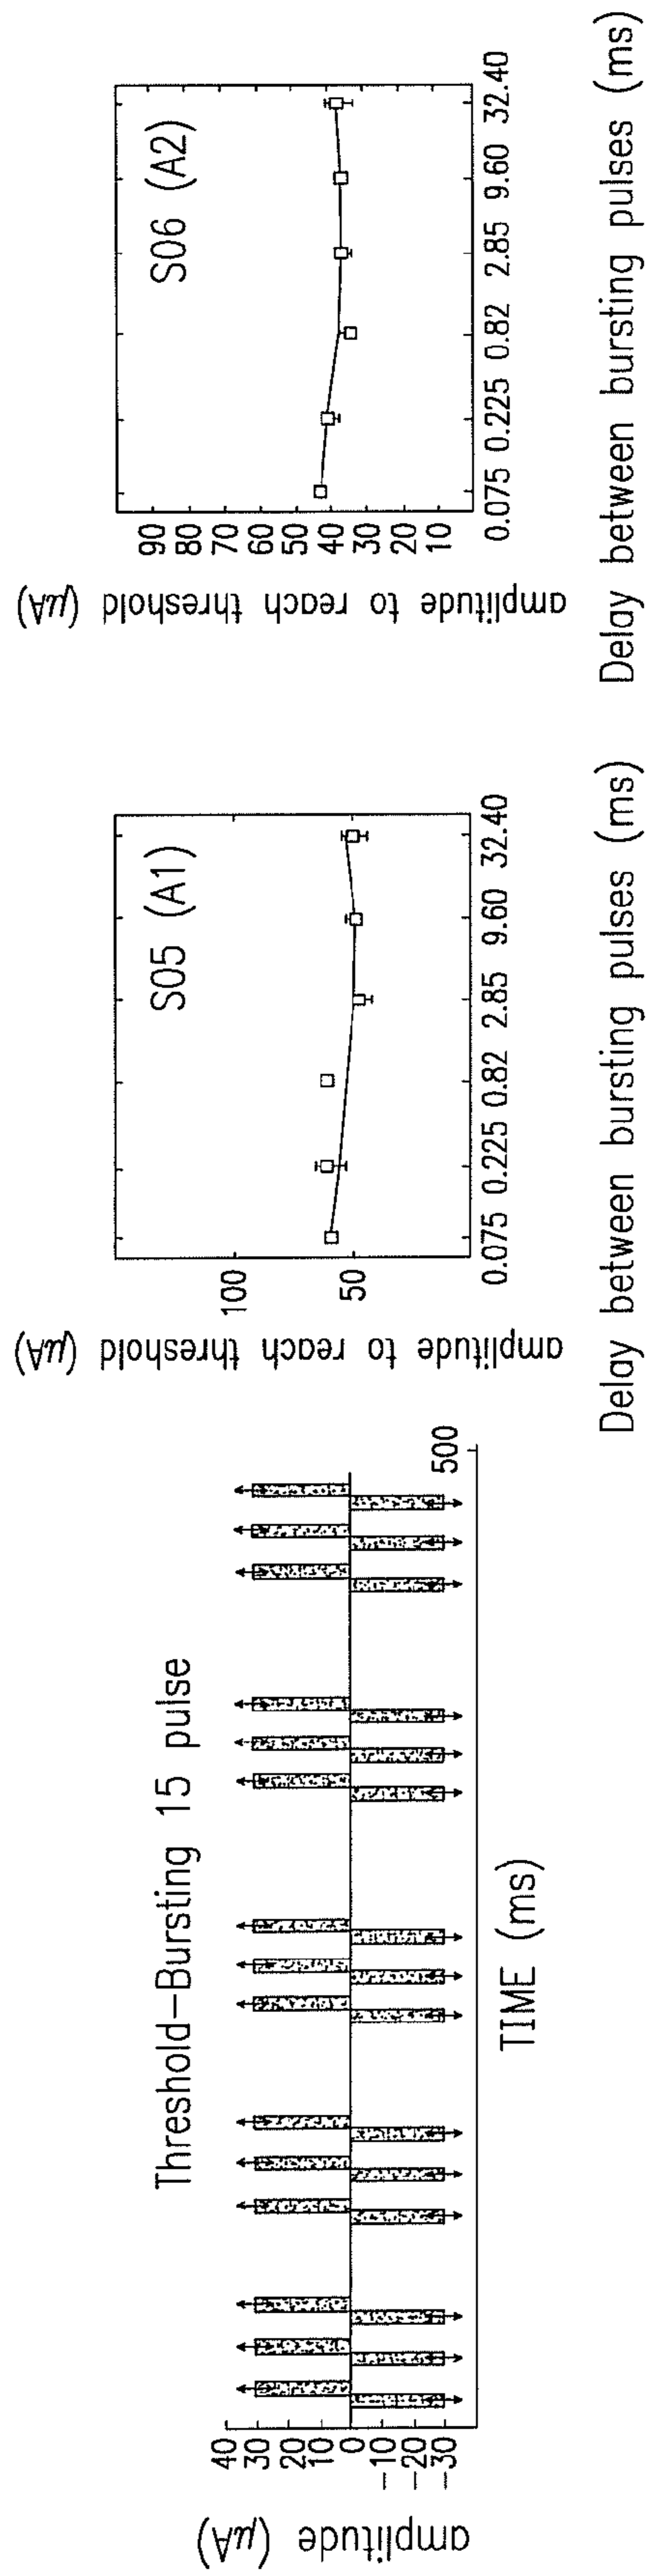 Threshold-Bursting 15 pulse
amplitude (μA)
40
30
20
10
0
-10
-20
-30
500
TIME (ms)
S05 (A1)
amplitude to reach threshold (μA)
100
50
0.075 0.225 0.82 2.85 9.60 32.40
Delay between bursting pulses (ms)
S06 (A2)
amplitude to reach threshold (μA)
90
80
70
60
50
40
30
20
10
0.075 0.225 0.82 2.85 9.60 32.40
Delay between bursting pulses (ms)